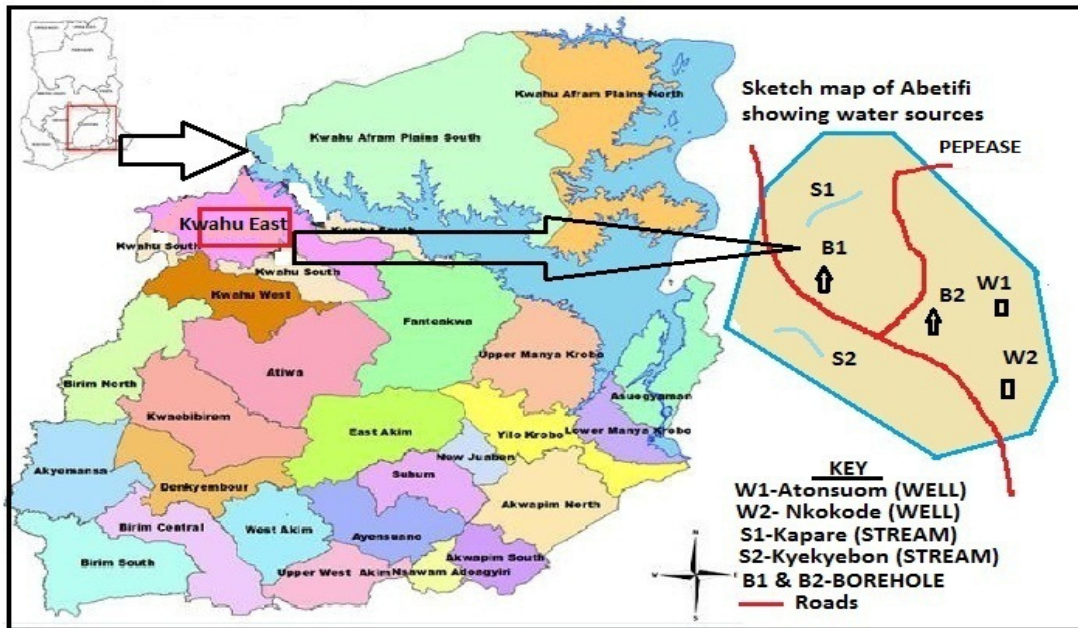 Kwahu Afram Plains North
Kwahu Afram Plains South
Kwahu East
Kwahu South
Kwahu South
Kwahu South
Kwahu West
Fanteakwa
Birim North
Atiwa
Upper Manya Krobo
Asuogyaman
Kwaebibirem
East Akim
Yilo Krobo
Lower Manya Krobo
New Juaben
Akyemansa
Denkyembour
Suhum
Akwapim North
Birim Central
West Akim
Ayensuano
Birim South
Upper West Akim
Nsawam Adoagyiri
Akwapim South
N
W
E
S
Sketch map of Abetifi
showing water sources
PEPEASE
S1
B1
W1
B2
W2
S2
KEY
W1-Atonsuom (WELL)
W2- Nkokode (WELL)
S1-Kapare (STREAM)
S2-Kyekyebon (STREAM)
B1 & B2-BOREHOLE
Roads